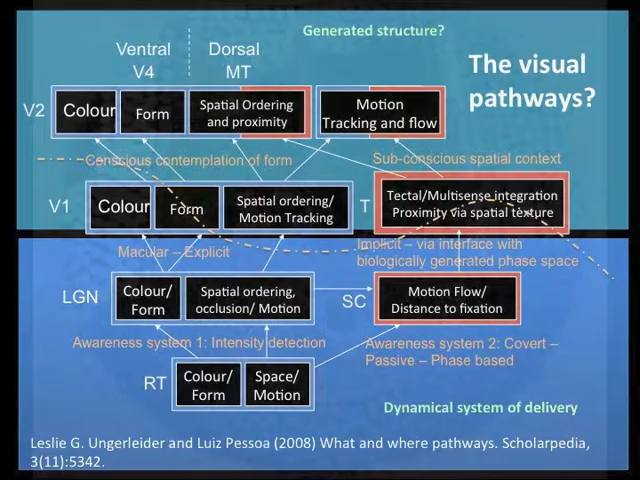 Generated structure?
Ventral
V4
Dorsal
MT
The visual
pathways?
V2
Colour
Form
Spatial Ordering
and proximity
Motion
Tracking and flow
Conscious contemplation of form
Sub-conscious spatial context
V1
Colour
Form
Spatial ordering/
Motion Tracking
T
Tectal/Multisense integration
Proximity via spatial texture
Macular – Explicit
Implicit – via interface with
biologically generated phase space
LGN
Colour/
Form
Spatial ordering,
occlusion/ Motion
SC
Motion Flow/
Distance to fixation
Awareness system 1: Intensity detection
Awareness system 2: Covert –
Passive – Phase based
RT
Colour/
Form
Space/
Motion
Dynamical system of delivery
Leslie G. Ungerleider and Luiz Pessoa (2008) What and where pathways. Scholarpedia,
3(11):5342.